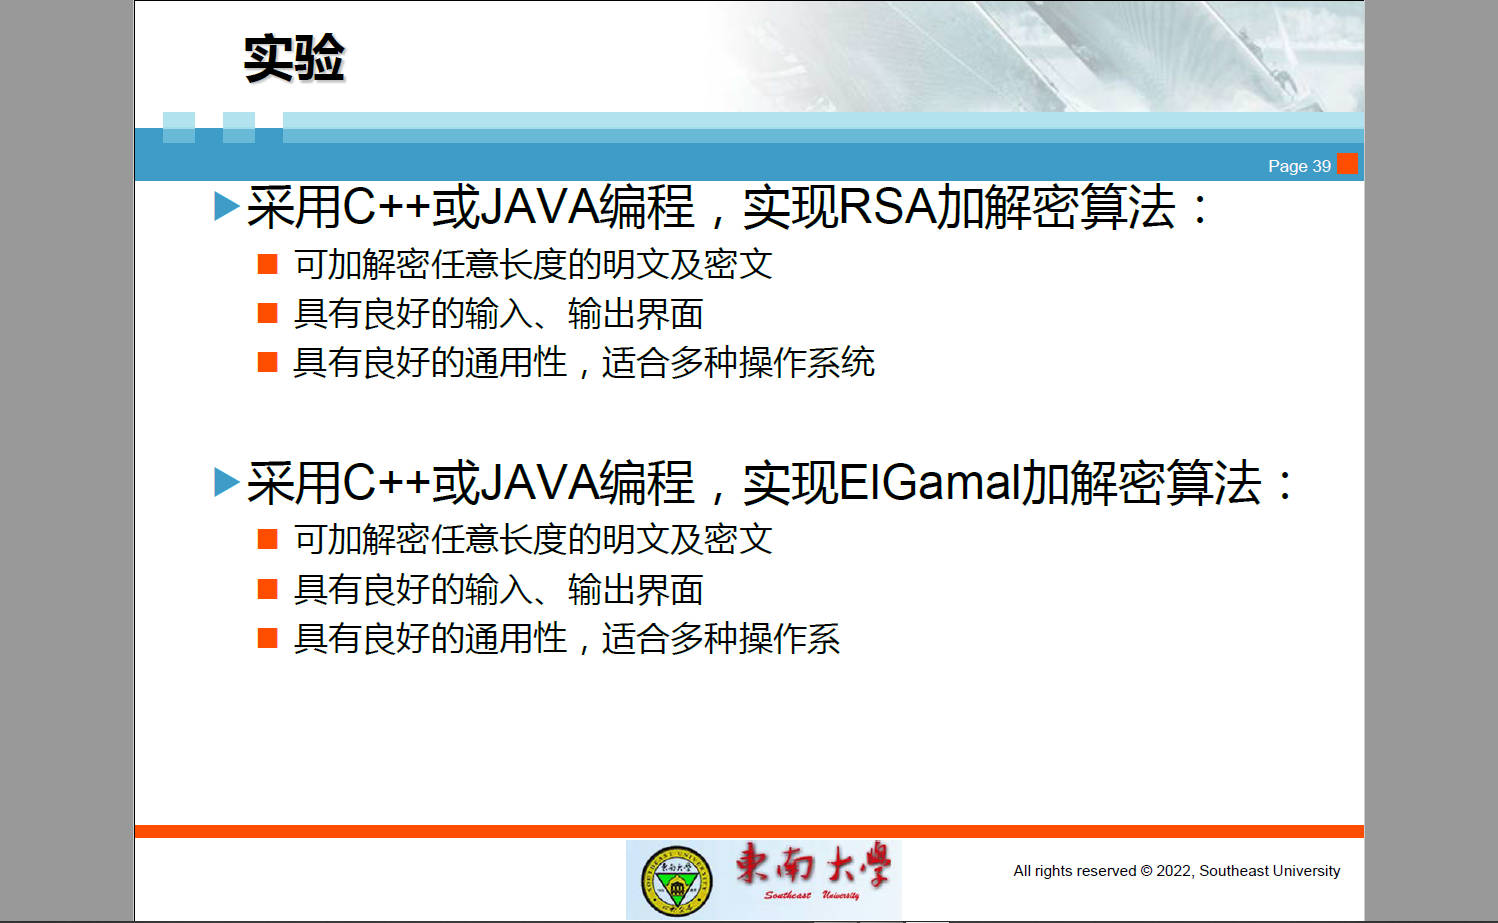 实验
Page 39
采用C++或JAVA编程，实现RSA加解密算法：
可加解密任意长度的明文及密文
具有良好的输入、输出界面
具有良好的通用性，适合多种操作系统
采用C++或JAVA编程，实现ElGamal加解密算法：
可加解密任意长度的明文及密文
具有良好的输入、输出界面
具有良好的通用性，适合多种操作系
東南大學
Southeast University
All rights reserved © 2022, Southeast University